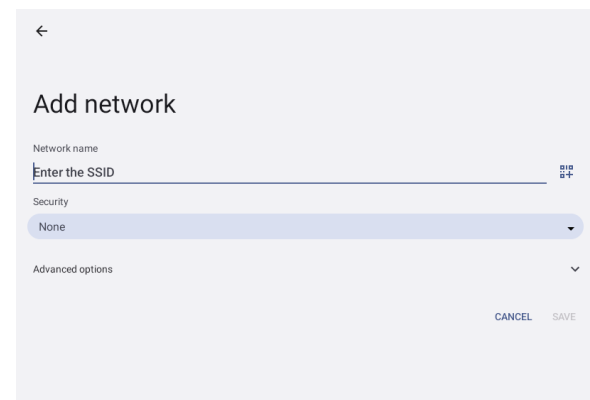 Add network
Network name
Enter the SSID
Security
None
Advanced options
CANCEL SAVE